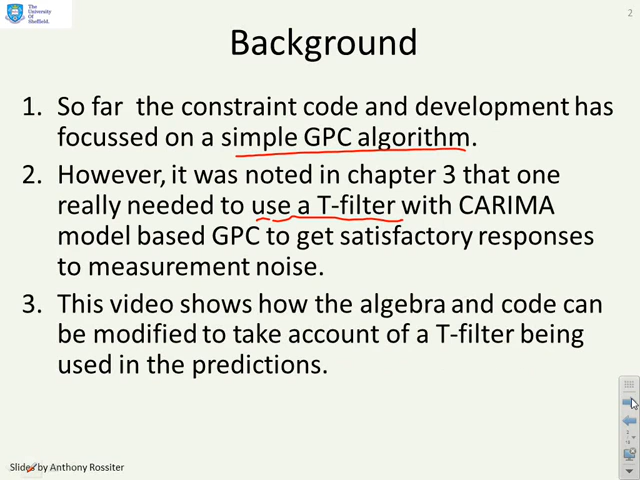 The
University
Of
Sheffield.
2
Background
1. So far the constraint code and development has
focussed on a simple GPC algorithm.
2. However, it was noted in chapter 3 that one
really needed to use a T-filter with CARIMA
model based GPC to get satisfactory responses
to measurement noise.
3. This video shows how the algebra and code can
be modified to take account of a T-filter being
used in the predictions.
Slides by Anthony Rossiter